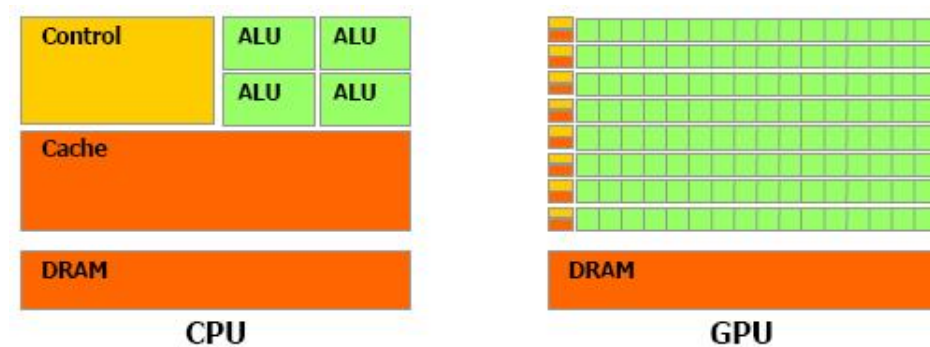 Control
ALU
ALU
ALU
ALU
Cache
DRAM
CPU
DRAM
GPU